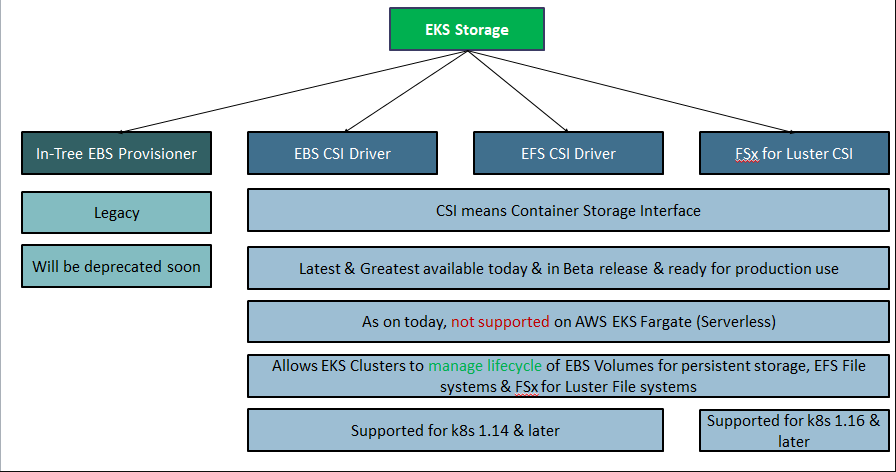 EKS Storage
In-Tree EBS Provisioner
EBS CSI Driver
EFS CSI Driver
FSx for Luster CSI
Legacy
CSI means Container Storage Interface
Will be deprecated soon
Latest & Greatest available today & in Beta release & ready for production use
As on today, not supported on AWS EKS Fargate (Serverless)
Allows EKS Clusters to manage lifecycle of EBS Volumes for persistent storage, EFS File
systems & FSx for Luster File systems
Supported for k8s 1.14 & later
Supported for k8s 1.16 &
later